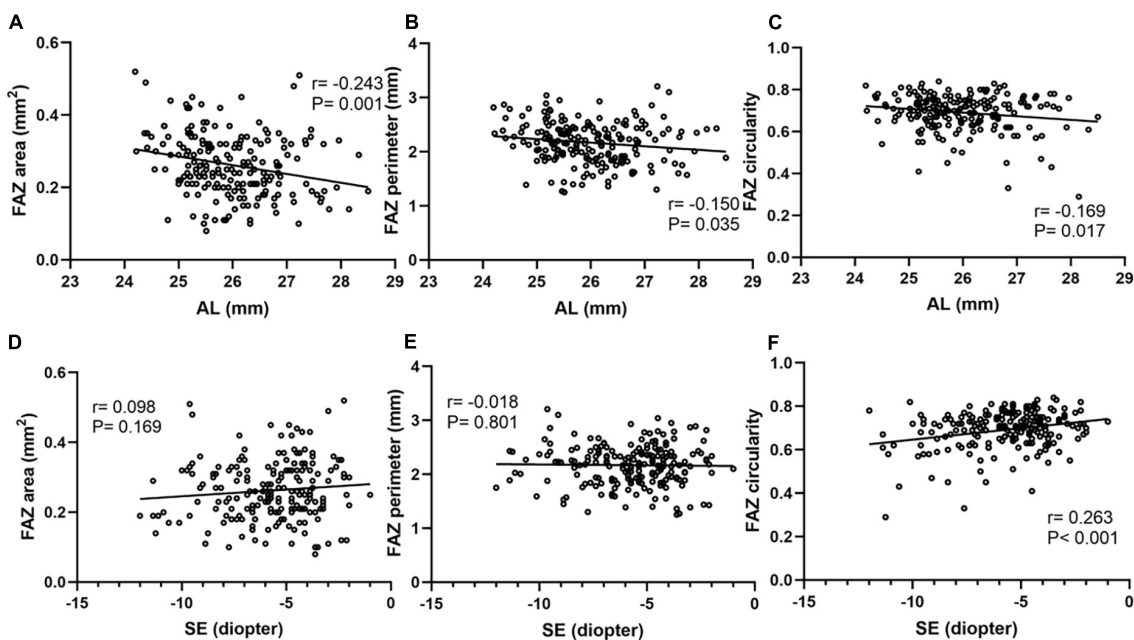 A
FAZ area (mm²)
0.6
0.4
0.2
0.0
r= -0.243
P= 0.001
23 24 25 26 27 28 29
AL (mm)
B
FAZ perimeter (mm)
4
3
2
1
0
r= -0.150
P= 0.035
23 24 25 26 27 28 29
AL (mm)
C
FAZ circularity
1.0
0.8
0.6
0.4
0.2
0.0
r= -0.169
P= 0.017
23 24 25 26 27 28 29
AL (mm)
D
FAZ area (mm²)
0.6
0.4
0.2
0.0
r= 0.098
P= 0.169
-15 -10 -5 0
SE (diopter)
E
FAZ perimeter (mm)
4
3
2
1
0
r= -0.018
P= 0.801
-15 -10 -5 0
SE (diopter)
F
FAZ circularity
1.0
0.8
0.6
0.4
0.2
0.0
r= 0.263
P< 0.001
-15 -10 -5 0
SE (diopter)